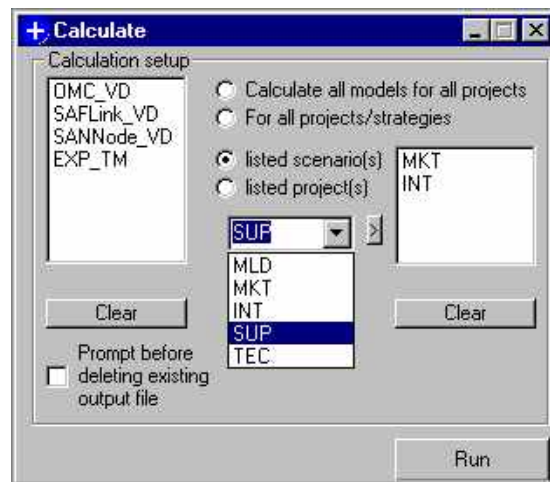 Calculate
Calculation setup
OMC_VD
SAFLink_VD
SANNode_VD
EXP_TM
Calculate all models for all projects
For all projects/strategies
listed scenario(s)
listed project(s)
MKT
INT
SUP
>
MLD
MKT
INT
SUP
TEC
Clear
Clear
Prompt before
deleting existing
output file
Run